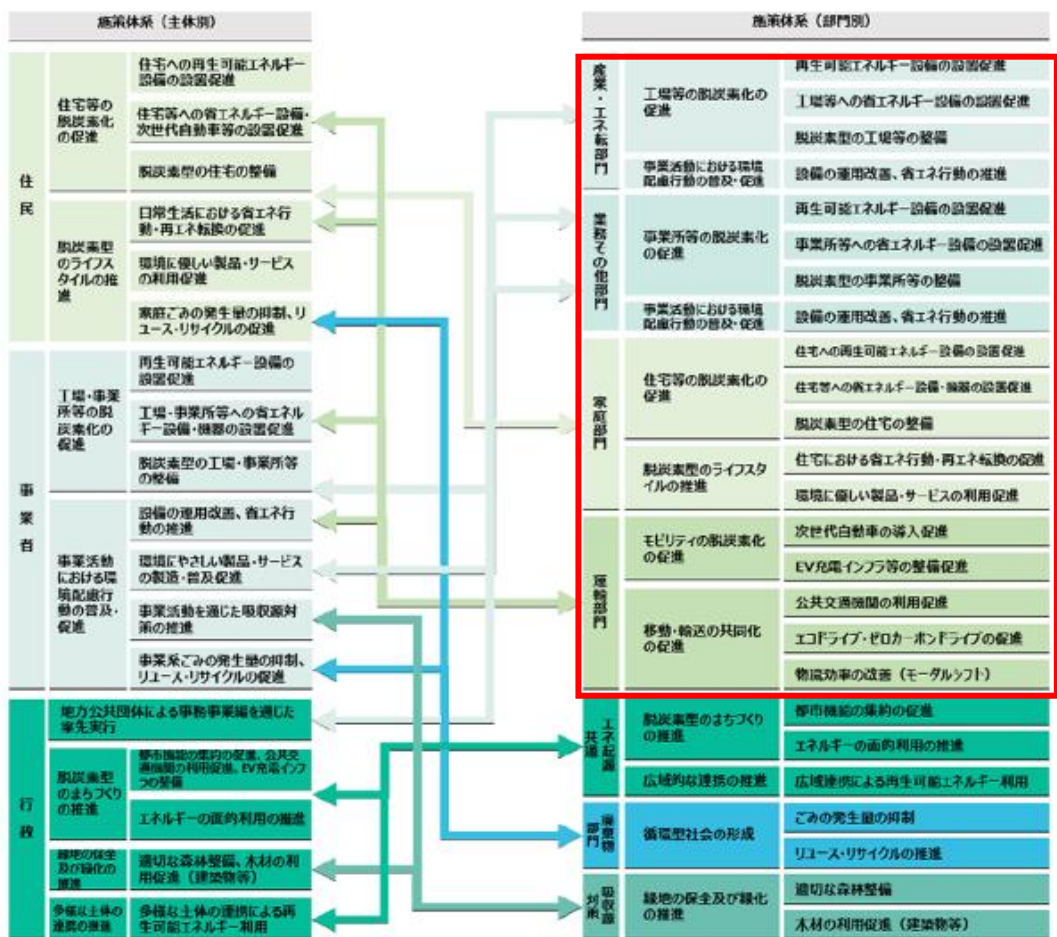 施策体系（主体別）
住民
住宅等の
脱炭素化
の促進
住宅への再生可能エネルギー
設備の設置促進
住宅等への省エネルギー設備・
次世代自動車等の設置促進
脱炭素型の住宅の整備
脱炭素型
のライフス
タイルの推
進
日常生活における省エネ行
動・再エネ転換の促進
環境に優しい製品・サービス
の利用促進
家庭ごみの発生量の抑制、リ
ユース・リサイクルの促進
事業者
工場・事業
所等の脱
炭素化の
促進
再生可能エネルギー設備の
設置促進
工場・事業所等への省エネル
ギー設備・機器の設置促進
脱炭素型の工場・事業所等
の整備
事業活動
における環
境配慮行
動の普及・
促進
設備の運用改善、省エネ行
動の推進
環境にやさしい製品・サービス
の製造・普及促進
事業活動を通じた吸収源対
策の推進
事業系ごみの発生量の抑制、
リユース・リサイクルの促進
行政
地方公共団体による事務事業編を通じた
率先実行
脱炭素型
のまちづくり
の推進
都市機能の集約の促進、公共交
通機関の利用促進、EV充電インフ
ラの整備
エネルギーの面的利用の推進
緑地の保全
及び緑化の
推進
適切な森林整備、木材の利
用促進（建築物等）
多様な主体の
連携の推進
多様な主体の連携による再
生可能エネルギー利用
施策体系（部門別）
産業・エネ転部門
工場等の脱炭素化の
促進
再生可能エネルギー設備の設置促進
工場等への省エネルギー設備の設置促進
脱炭素型の工場等の整備
事業活動における環境
配慮行動の普及・促進
設備の運用改善、省エネ行動の推進
業務その他部門
事業所等の脱炭素化
の促進
再生可能エネルギー設備の設置促進
事業所等への省エネルギー設備の設置促進
脱炭素型の事業所等の整備
事業活動における環境
配慮行動の普及・促進
設備の運用改善、省エネ行動の推進
家庭部門
住宅等の脱炭素化の
促進
住宅への再生可能エネルギー設備の設置促進
住宅等への省エネルギー設備・機器の設置促進
脱炭素型の住宅の整備
脱炭素型のライフスタ
イルの推進
住宅における省エネ行動・再エネ転換の促進
環境に優しい製品・サービスの利用促進
運輸部門
モビリティの脱炭素化
の促進
次世代自動車の導入促進
EV充電インフラ等の整備促進
移動・輸送の共同化
の促進
公共交通機関の利用促進
エコドライブ・ゼロカーボンドライブの促進
物流効率の改善（モーダルシフト）
エネ起源
共通
脱炭素型のまちづくり
の推進
都市機能の集約の促進
エネルギーの面的利用の推進
広域的な連携の推進
広域連携による再生可能エネルギー利用
廃棄物
部門
循環型社会の形成
ごみの発生量の抑制
リユース・リサイクルの推進
吸収源
対策
緑地の保全及び緑化
の推進
適切な森林整備
木材の利用促進（建築物等）